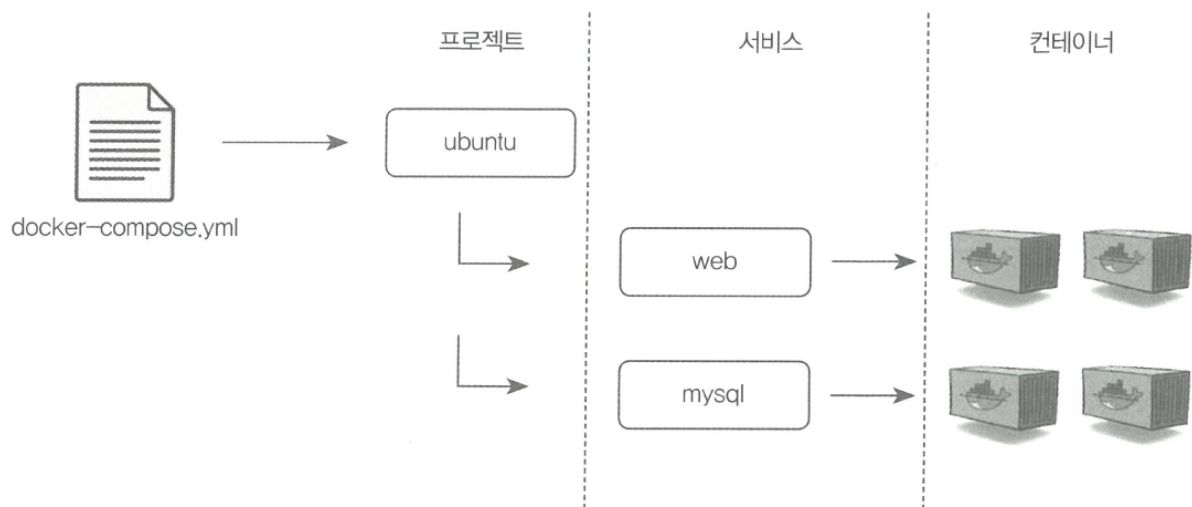 프로젝트
서비스
컨테이너
ubuntu
docker-compose.yml
web
mysql